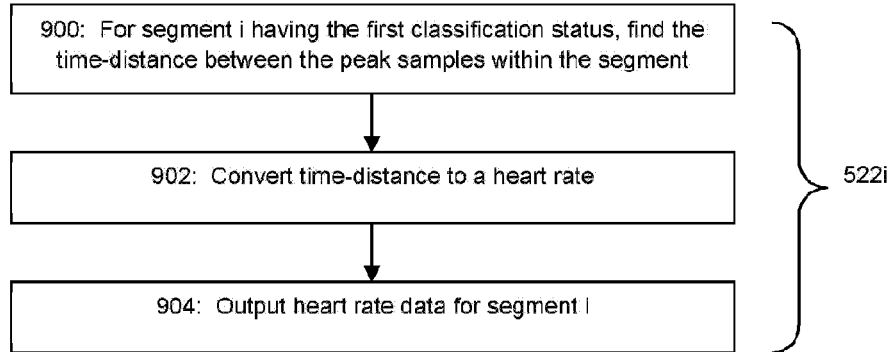 900: For segment i having the first classification status, find the
time-distance between the peak samples within the segment
902: Convert time-distance to a heart rate
522i
904: Output heart rate data for segment i